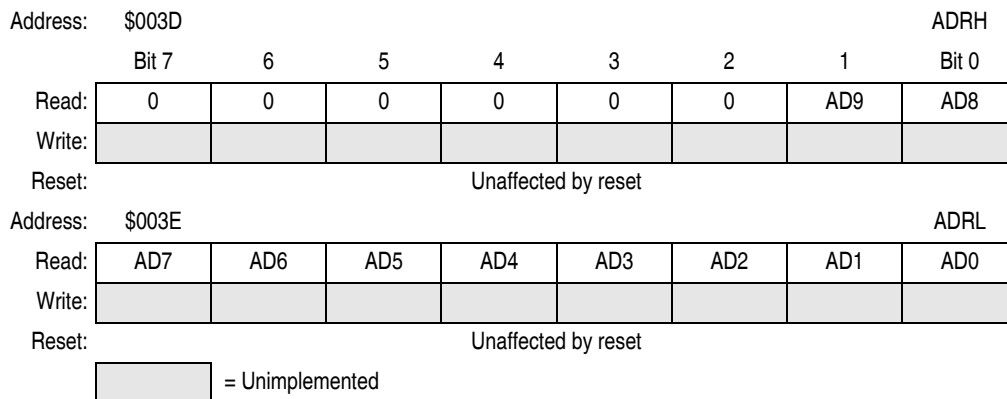 Address: $003D ADRH
Bit 7 6 5 4 3 2 1 Bit 0
Read: 0 0 0 0 0 0 AD9 AD8
Write:
Reset: Unaffected by reset
Address: $003E ADRL
Read: AD7 AD6 AD5 AD4 AD3 AD2 AD1 AD0
Write:
Reset: Unaffected by reset
= Unimplemented